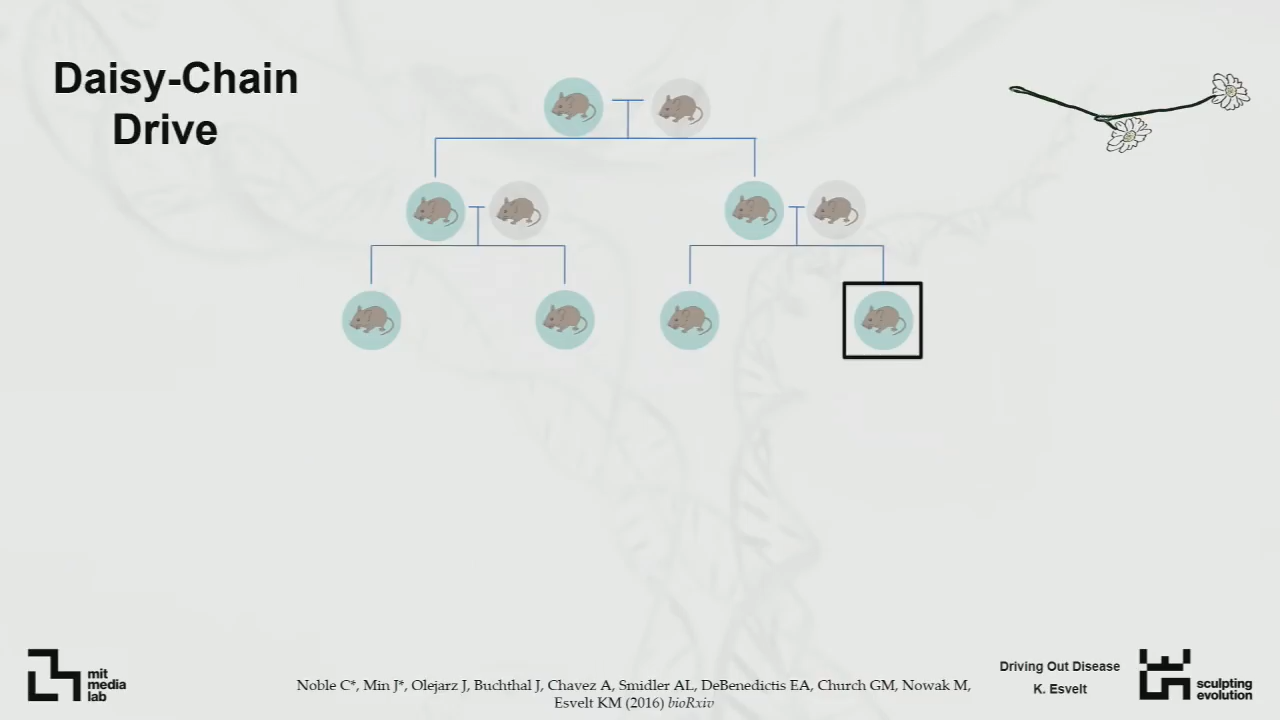 Daisy-Chain
Drive
mit
media
lab
Noble C*, Min J*, Olejarz J, Buchthal J, Chavez A, Smidler AL, DeBenedictis EA, Church GM, Nowak M,
Esvelt KM (2016) bioRxiv
Driving Out Disease
K. Esvelt
sculpting
evolution